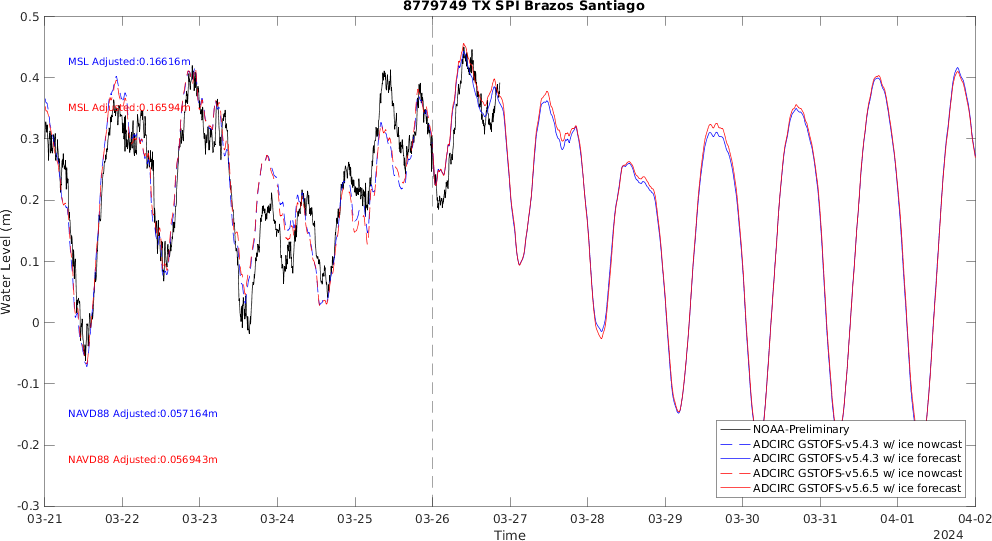 8779749 TX SPI Brazos Santiago
0.5
0.4
0.3
0.2
0.1
0
-0.1
-0.2
-0.3
Water Level (m)
MSL Adjusted:0.16616m
MSL Adjusted:0.16594m
NAVD88 Adjusted:0.057164m
NAVD88 Adjusted:0.056943m
NOAA-Preliminary
ADCIRC GSTOFS-v5.4.3 w/ ice nowcast
ADCIRC GSTOFS-v5.4.3 w/ ice forecast
ADCIRC GSTOFS-v5.6.5 w/ ice nowcast
ADCIRC GSTOFS-v5.6.5 w/ ice forecast
03-21 03-22 03-23 03-24 03-25 03-26 03-27 03-28 03-29 03-30 03-31 04-01 04-02
Time
2024